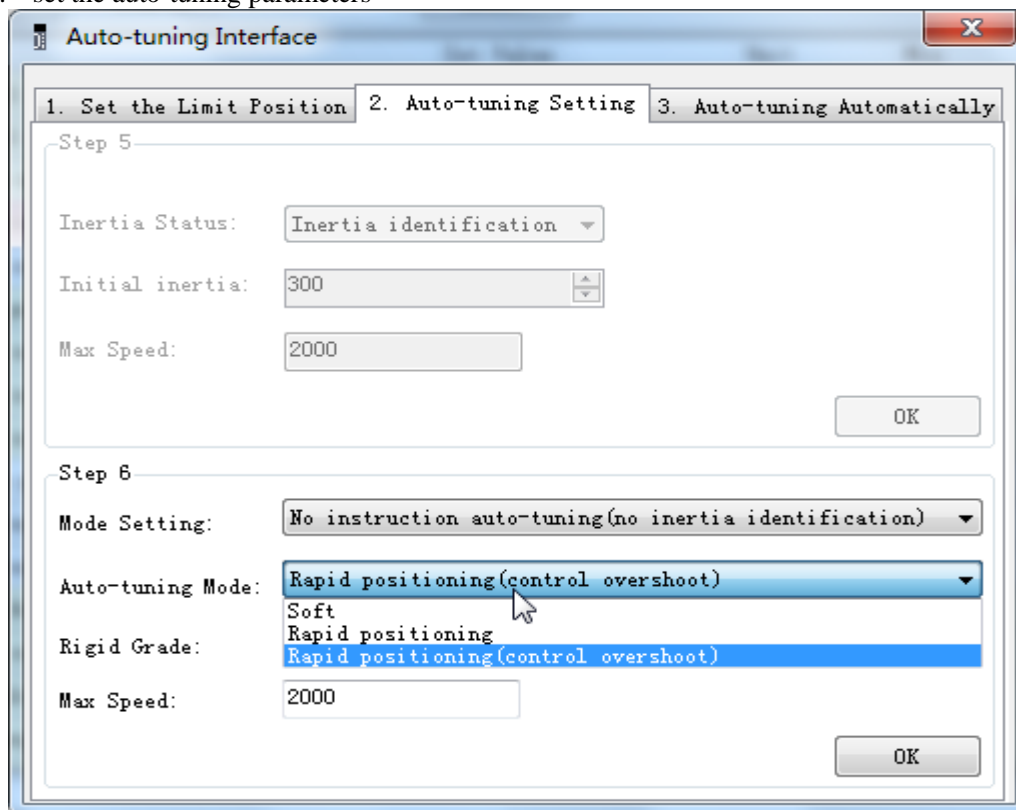 set the auto-tuning parameters
Auto-tuning Interface
1. Set the Limit Position 2. Auto-tuning Setting 3. Auto-tuning Automatically
Step 5
Inertia Status: Inertia identification
Initial inertia: 300
Max Speed: 2000
OK
Step 6
Mode Setting: No instruction auto-tuning(no inertia identification)
Auto-tuning Mode: Rapid positioning(control overshoot)
Soft
Rapid positioning
Rigid Grade: Rapid positioning(control overshoot)
Max Speed: 2000
OK